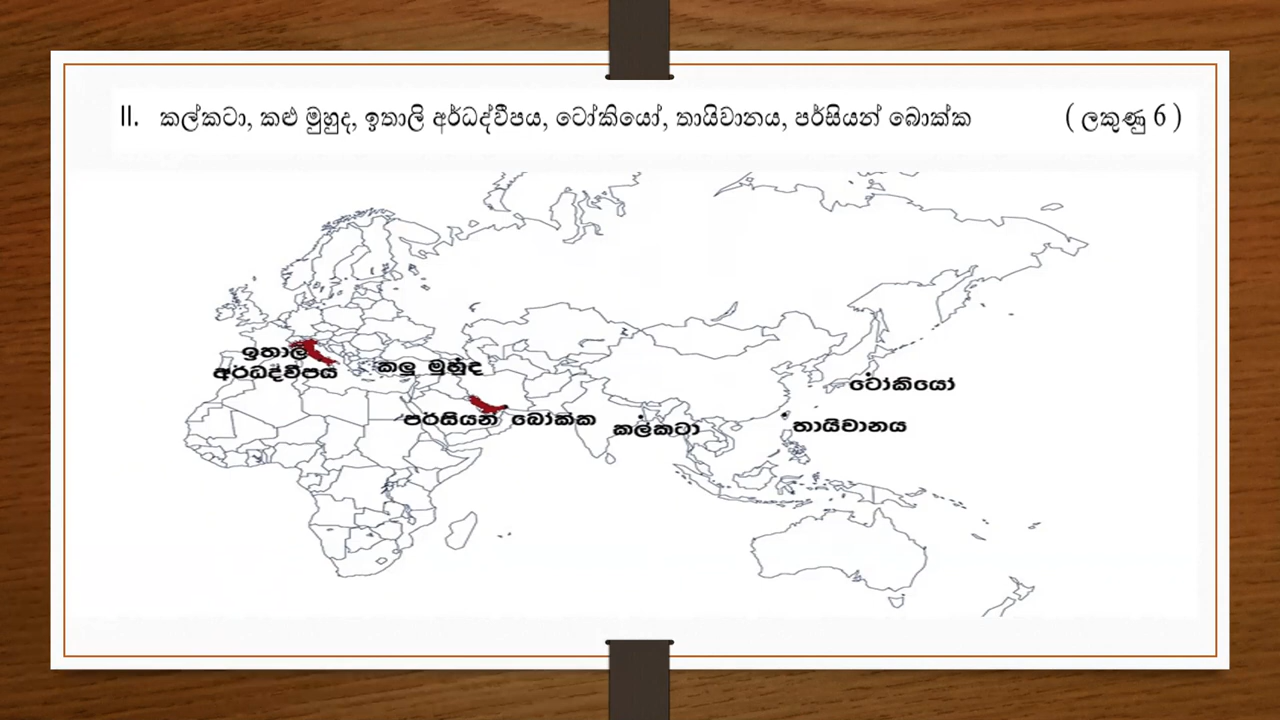 II. කල්කටා, කළු මුහුද, ඉතාලි අර්ධද්වීපය, ටෝකියෝ, තායිවානය, පර්සියන් බොක්ක ( ලකුණු 6 )
ඉතාලි
අර්ධද්වීපය
කලු මුහුද
ටෝකියෝ
පර්සියන් බෝක්ක
කල්කටා
තායිවානය